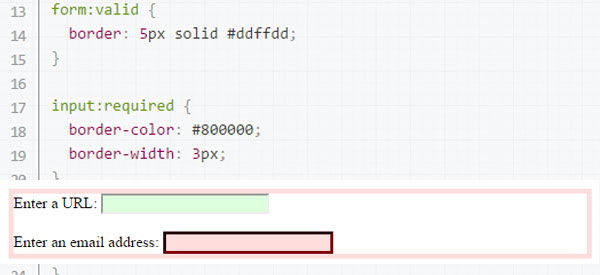 13 form:valid {
14 border: 5px solid #ddffdd;
15 }
16
17 input:required {
18 border-color: #800000;
19 border-width: 3px;
20 }
Enter a URL:
Enter an email address:
24 }